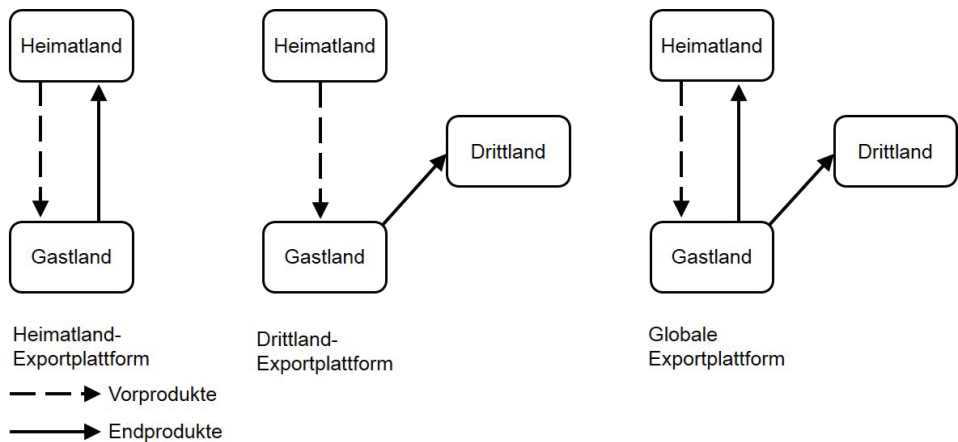 Heimatland
Gastland
Heimatland-
Exportplattform
Heimatland
Drittland
Gastland
Drittland-
Exportplattform
Heimatland
Drittland
Gastland
Globale
Exportplattform
Vorprodukte
Endprodukte